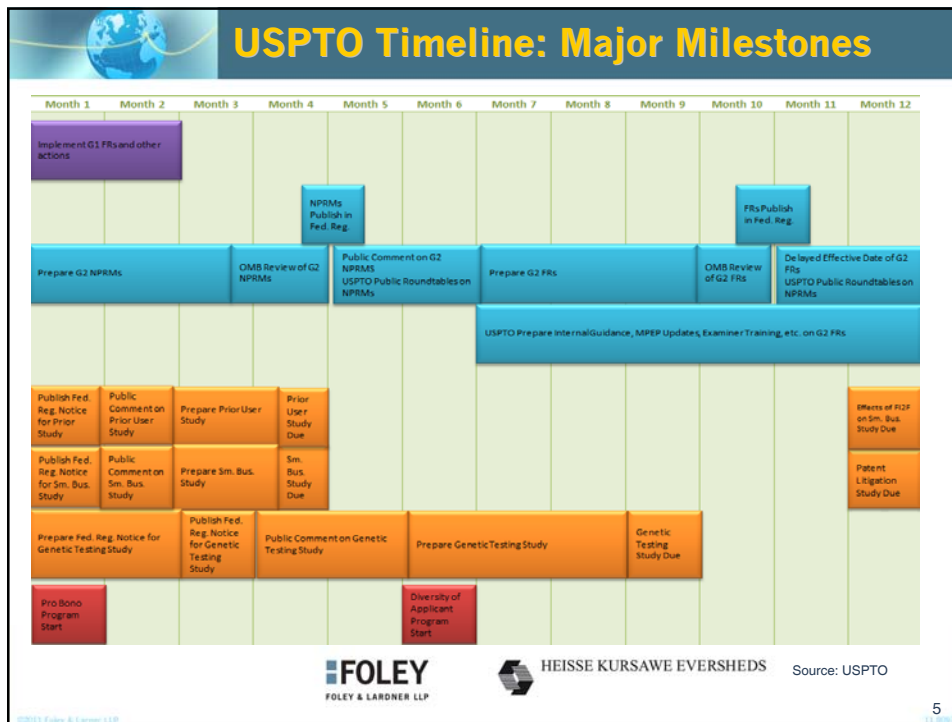 USPTO Timeline: Major Milestones
Month 1 Month 2 Month 3 Month 4 Month 5 Month 6 Month 7 Month 8 Month 9 Month 10 Month 11 Month 12
Implement G1 FRs and other
actions
NPRMs
Publish in
Fed. Reg.
FRs Publish
in Fed. Reg.
Prepare G2 NPRMs
OMB Review of G2
NPRMs
Public Comment on G2
NPRMS
USPTO Public Roundtables on
NPRMs
Prepare G2 FRs
OMB Review
of G2 FRs
Delayed Effective Date of G2
FRs
USPTO Public Roundtables on
NPRMs
USPTO Prepare Internal Guidance, MPEP Updates, Examiner Training, etc. on G2 FRs
Publish Fed.
Reg. Notice
for Prior
Study
Public
Comment on
Prior User
Study
Prepare Prior User
Study
Prior
User
Study
Due
Effects of FI2F
on Sm. Bus.
Study Due
Publish Fed.
Reg. Notice
for Sm. Bus.
Study
Public
Comment on
Sm. Bus.
Study
Prepare Sm. Bus.
Study
Sm.
Bus.
Study
Due
Patent
Litigation
Study Due
Prepare Fed. Reg. Notice for
Genetic Testing Study
Publish Fed.
Reg. Notice
for Genetic
Testing
Study
Public Comment on Genetic
Testing Study
Prepare Genetic Testing Study
Genetic
Testing
Study Due
Pro Bono
Program
Start
Diversity of
Applicant
Program
Start
FOLEY
FOLEY & LARDNER LLP
HEISSE KURSAWE EVERSHEDS
Source: USPTO
5
©2011 Foley & Lardner LLP